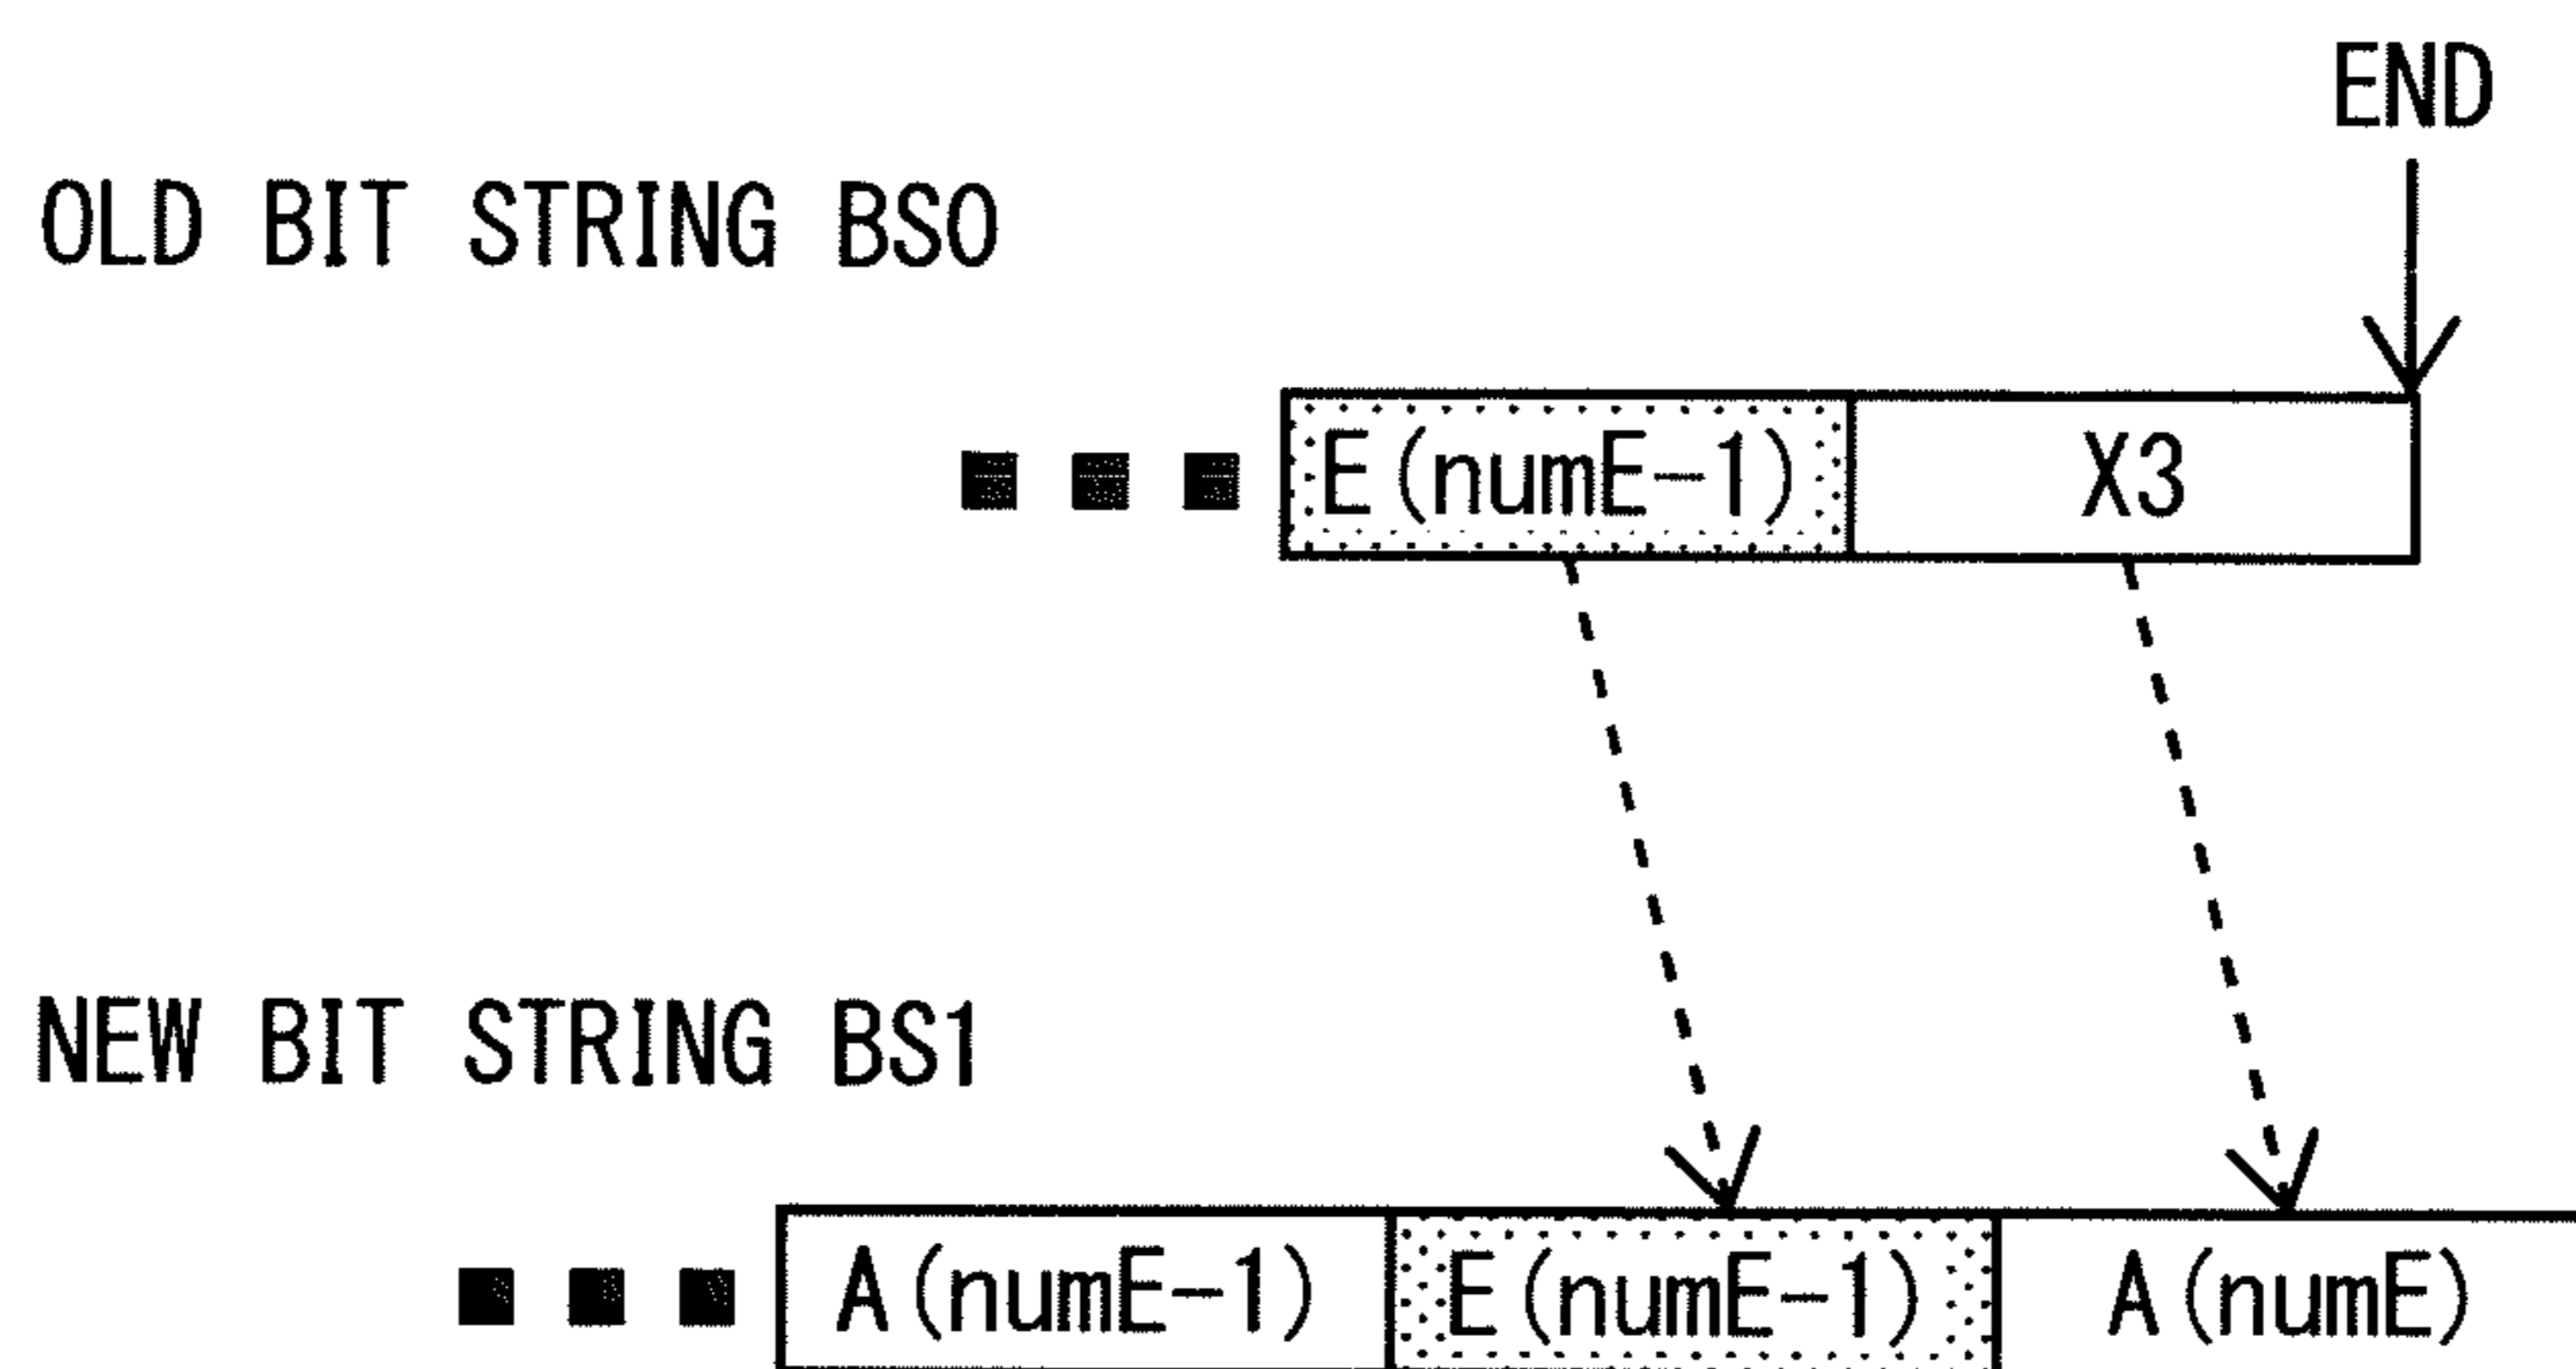 END
OLD BIT STRING BS0
E(numE-1) X3
NEW BIT STRING BS1
A(numE-1) E(numE-1) A(numE)